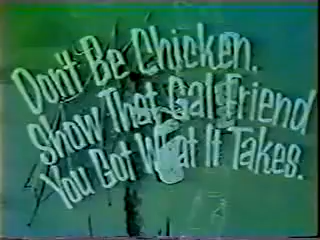 Don't Be Chicken.
Show That Gal Friend
You Got What It Takes.